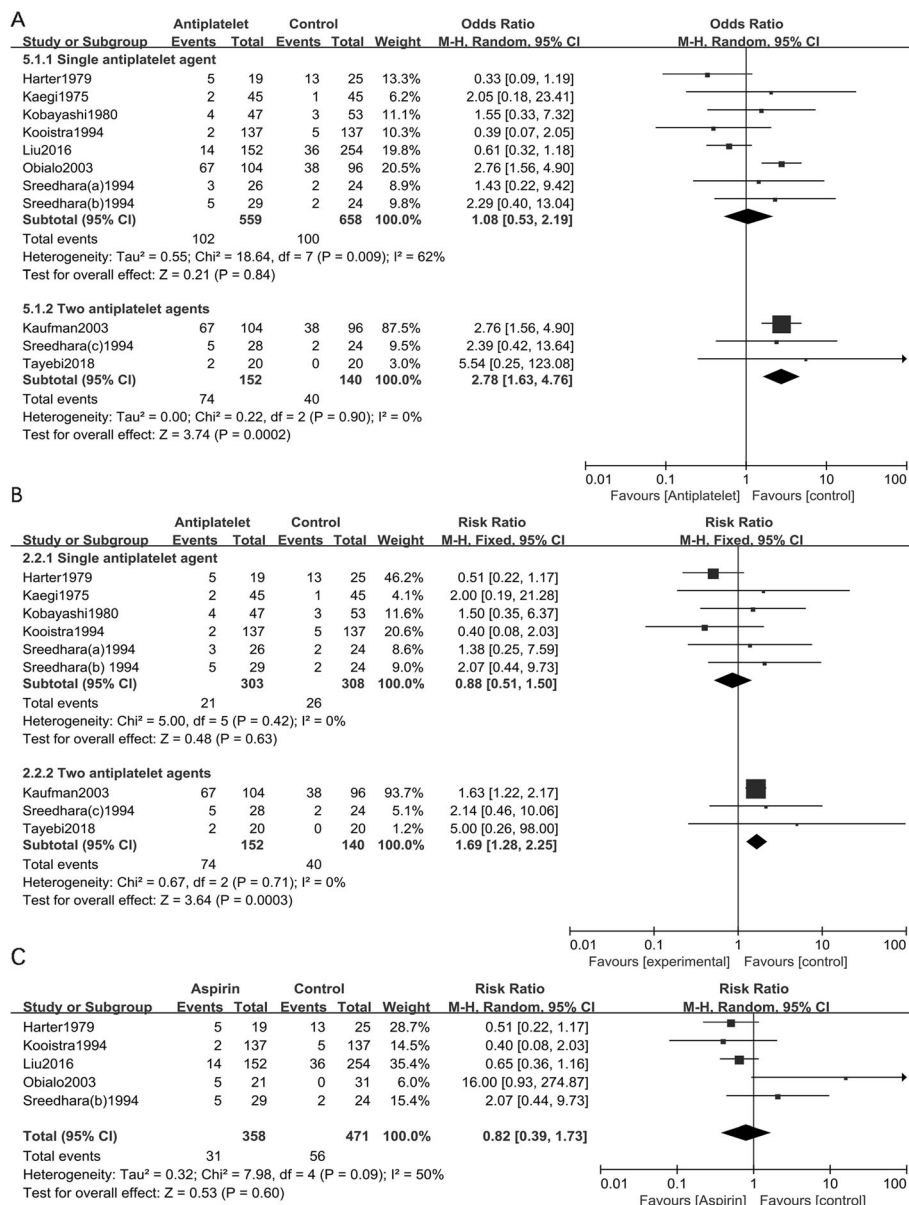 A
Antiplatelet Control Odds Ratio Odds Ratio
Study or Subgroup Events Total Events Total Weight M-H, Random, 95% CI M-H, Random, 95% CI
5.1.1 Single antiplatelet agent
Harter1979 5 19 13 25 13.3% 0.33 [0.09, 1.19]
Kaegi1975 2 45 1 45 6.2% 2.05 [0.18, 23.41]
Kobayashi1980 4 47 3 53 11.1% 1.55 [0.33, 7.32]
Kooistra1994 2 137 5 137 10.3% 0.39 [0.07, 2.05]
Liu2016 14 152 36 254 19.8% 0.61 [0.32, 1.18]
Obialo2003 67 104 38 96 20.5% 2.76 [1.56, 4.90]
Sreedhara(a)1994 3 26 2 24 8.9% 1.43 [0.22, 9.42]
Sreedhara(b)1994 5 29 2 24 9.8% 2.29 [0.40, 13.04]
Subtotal (95% CI) 559 658 100.0% 1.08 [0.53, 2.19]
Total events 102 100
Heterogeneity: Tau² = 0.55; Chi² = 18.64, df = 7 (P = 0.009); I² = 62%
Test for overall effect: Z = 0.21 (P = 0.84)
5.1.2 Two antiplatelet agents
Kaufman2003 67 104 38 96 87.5% 2.76 [1.56, 4.90]
Sreedhara(c)1994 5 28 2 24 9.5% 2.39 [0.42, 13.64]
Tayebi2018 2 20 0 20 3.0% 5.54 [0.25, 123.08]
Subtotal (95% CI) 152 140 100.0% 2.78 [1.63, 4.76]
Total events 74 40
Heterogeneity: Tau² = 0.00; Chi² = 0.22, df = 2 (P = 0.90); I² = 0%
Test for overall effect: Z = 3.74 (P = 0.0002)
0.01 0.1 1 10 100
Favours [Antiplatelet] Favours [control]
B
Antiplatelet Control Risk Ratio Risk Ratio
Study or Subgroup Events Total Events Total Weight M-H, Fixed, 95% CI M-H, Fixed, 95% CI
2.2.1 Single antiplatelet agent
Harter1979 5 19 13 25 46.2% 0.51 [0.22, 1.17]
Kaegi1975 2 45 1 45 4.1% 2.00 [0.19, 21.28]
Kobayashi1980 4 47 3 53 11.6% 1.50 [0.35, 6.37]
Kooistra1994 2 137 5 137 20.6% 0.40 [0.08, 2.03]
Sreedhara(a)1994 3 26 2 24 8.6% 1.38 [0.25, 7.59]
Sreedhara(b) 1994 5 29 2 24 9.0% 2.07 [0.44, 9.73]
Subtotal (95% CI) 303 308 100.0% 0.88 [0.51, 1.50]
Total events 21 26
Heterogeneity: Chi² = 5.00, df = 5 (P = 0.42); I² = 0%
Test for overall effect: Z = 0.48 (P = 0.63)
2.2.2 Two antiplatelet agents
Kaufman2003 67 104 38 96 93.7% 1.63 [1.22, 2.17]
Sreedhara(c)1994 5 28 2 24 5.1% 2.14 [0.46, 10.06]
Tayebi2018 2 20 0 20 1.2% 5.00 [0.26, 98.00]
Subtotal (95% CI) 152 140 100.0% 1.69 [1.28, 2.25]
Total events 74 40
Heterogeneity: Chi² = 0.67, df = 2 (P = 0.71); I² = 0%
Test for overall effect: Z = 3.64 (P = 0.0003)
0.01 0.1 1 10 100
Favours [experimental] Favours [control]
C
Aspirin Control Risk Ratio Risk Ratio
Study or Subgroup Events Total Events Total Weight M-H, Random, 95% CI M-H, Random, 95% CI
Harter1979 5 19 13 25 28.7% 0.51 [0.22, 1.17]
Kooistra1994 2 137 5 137 14.5% 0.40 [0.08, 2.03]
Liu2016 14 152 36 254 35.4% 0.65 [0.36, 1.16]
Obialo2003 5 21 0 31 6.0% 16.00 [0.93, 274.87]
Sreedhara(b)1994 5 29 2 24 15.4% 2.07 [0.44, 9.73]
Total (95% CI) 358 471 100.0% 0.82 [0.39, 1.73]
Total events 31 56
Heterogeneity: Tau² = 0.32; Chi² = 7.98, df = 4 (P = 0.09); I² = 50%
Test for overall effect: Z = 0.53 (P = 0.60)
0.01 0.1 1 10 100
Favours [Aspirin] Favours [control]